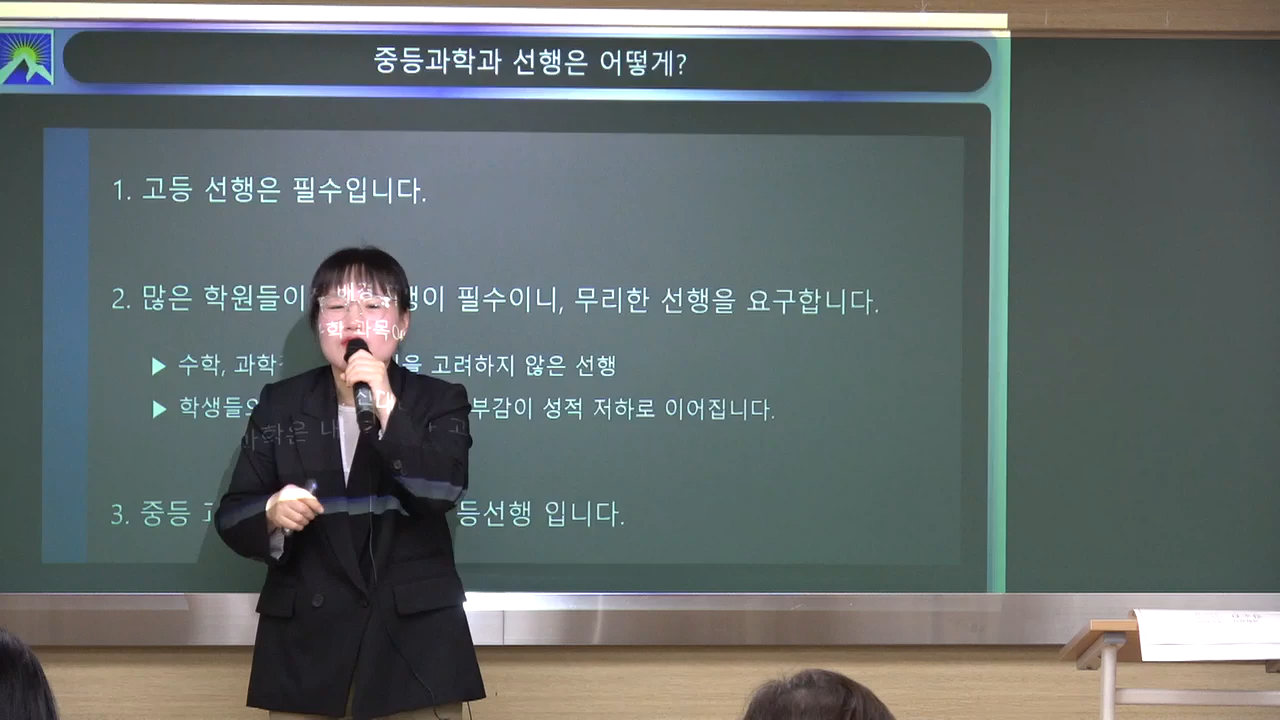 중등과학과 선행은 어떻게?
1. 고등 선행은 필수입니다.
2. 많은 학원들이 이 필수이니, 무리한 선행을 요구합니다.
▶ 수학, 과학 을 고려하지 않은 선행
▶ 학생들의 부감이 성적 저하로 이어집니다.
3. 중등 등선행 입니다.